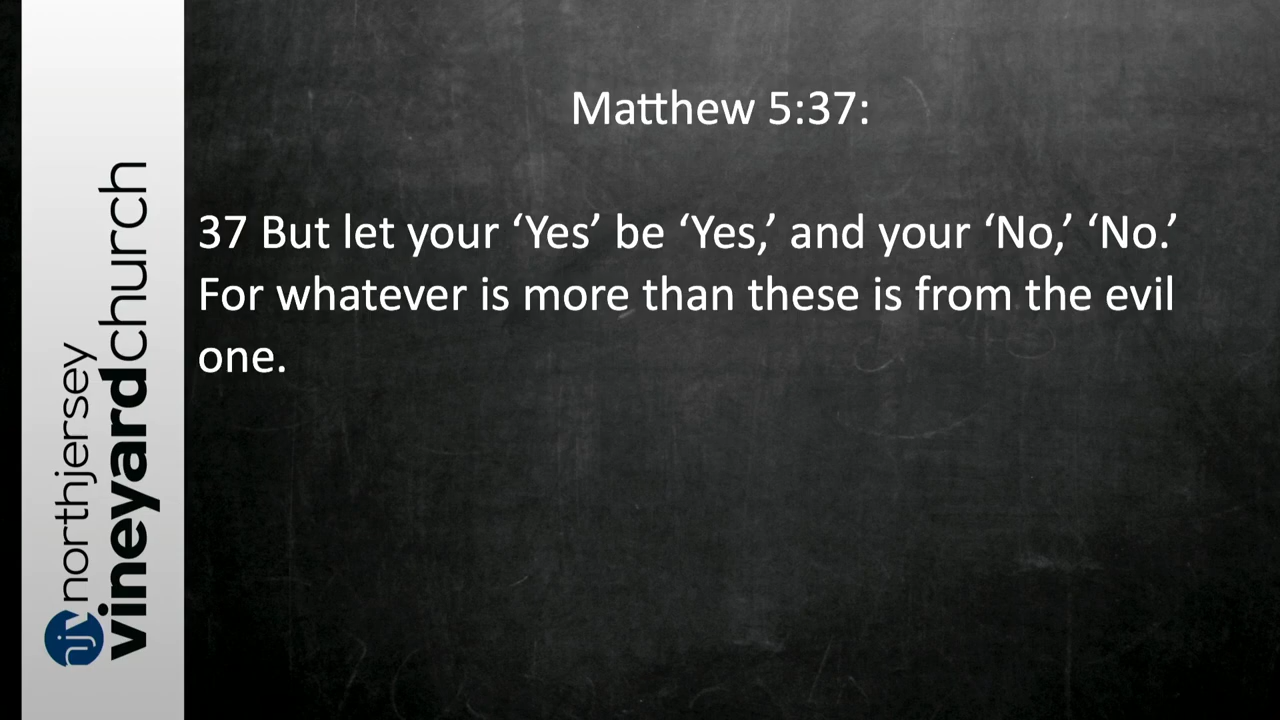 Matthew 5:37:
37 But let your ‘Yes’ be ‘Yes,’ and your ‘No,’ ‘No.’
For whatever is more than these is from the evil
one.
njv northjersey
vineyardchurch